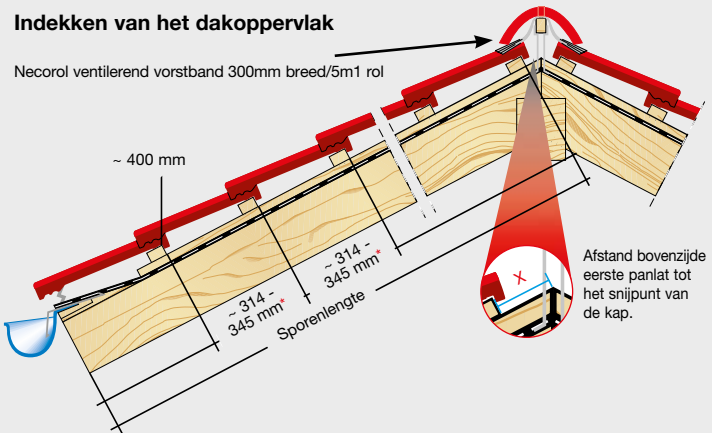 Indekken van het dakoppervlak
Necorol ventilerend vorstband 300mm breed/5m1 rol
~ 400 mm
~ 314 -
345 mm*
~ 314 -
345 mm*
Sporenlengte
X
Afstand bovenzijde
eerste panlat tot
het snijpunt van
de kap.